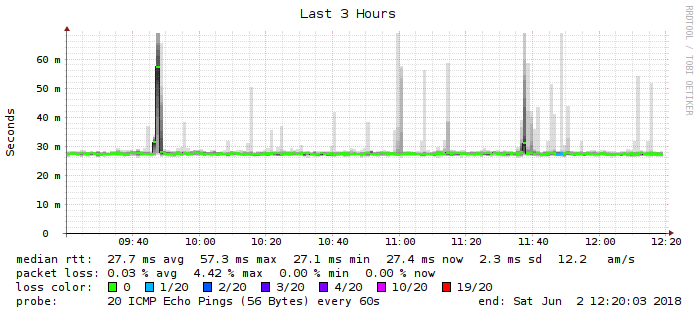 Last 3 Hours
RRDTOOL / TOBI OETIKER
Seconds
60 m
50 m
40 m
30 m
20 m
10 m
0
09:40 10:00 10:20 10:40 11:00 11:20 11:40 12:00 12:20
median rtt: 27.7 ms avg 57.3 ms max 27.1 ms min 27.4 ms now 2.3 ms sd 12.2 am/s
packet loss: 0.03 % avg 4.42 % max 0.00 % min 0.00 % now
loss color: 0 1/20 2/20 3/20 4/20 10/20 19/20
probe: 20 ICMP Echo Pings (56 Bytes) every 60s end: Sat Jun 2 12:20:03 2018